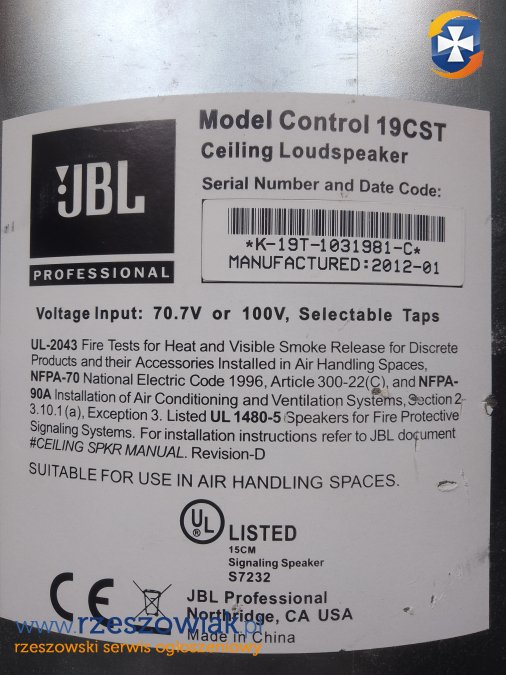 JBL
PROFESSIONAL
Model Control 19CST
Ceiling Loudspeaker
Serial Number and Date Code:
*K-19T-1031981-C*
MANUFACTURED:2012-01
Voltage Input: 70.7V or 100V, Selectable Taps
UL-2043 Fire Tests for Heat and Visible Smoke Release for Discrete
Products and their Accessories Installed in Air Handling Spaces,
NFPA-70 National Electric Code 1996, Article 300-22(C), and NFPA-
90A Installation of Air Conditioning and Ventilation Systems, Section 2-
3.10.1(a), Exception 3. Listed UL 1480-5 Speakers for Fire Protective
Signaling Systems. For installation instructions refer to JBL document
#CEILING SPKR MANUAL. Revision-D
SUITABLE FOR USE IN AIR HANDLING SPACES.
UL LISTED
15CM
Signaling Speaker
S7232
CE
JBL Professional
Northridge, CA USA
Made in China
www.rzeszowiak.pl
rzeszowski serwis ogłoszeniowy